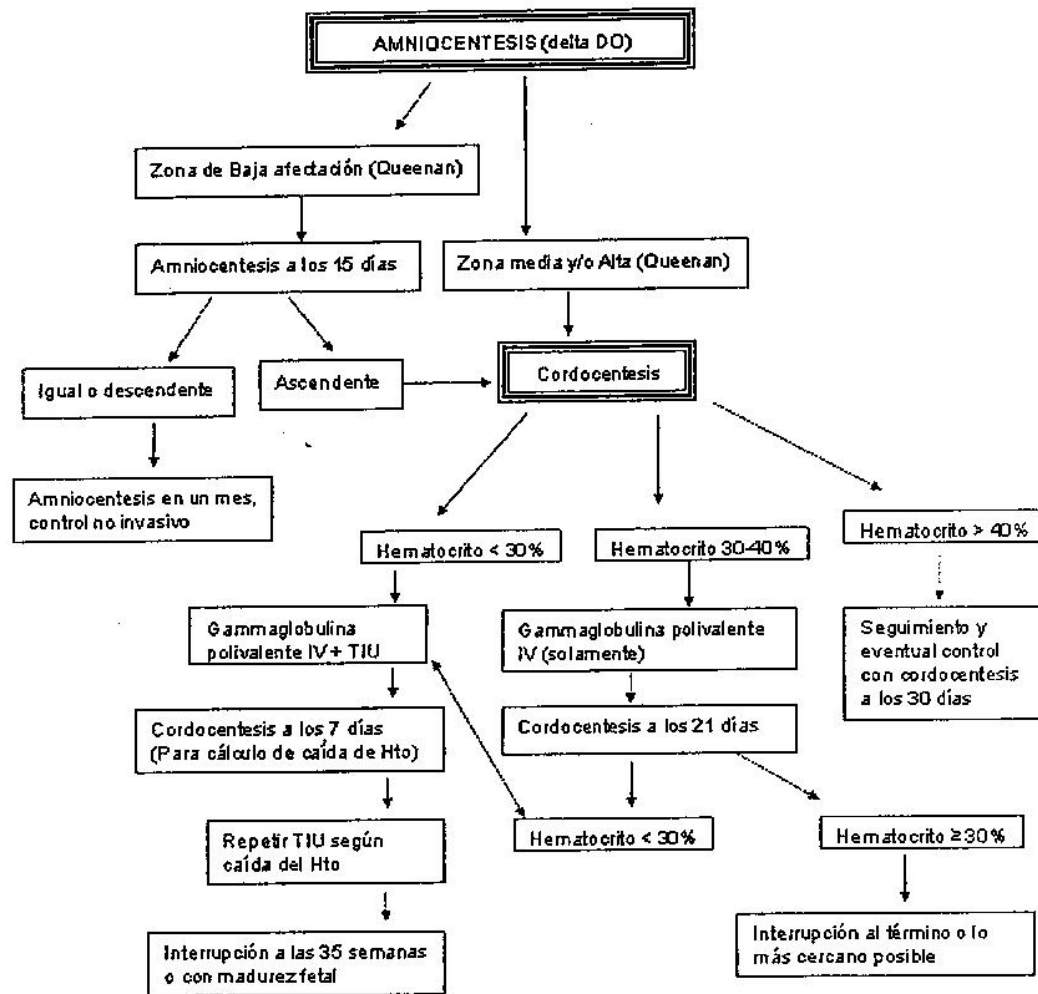 AMNIOCENTESIS (delta DO)
Zona de Baja afectación (Queenan)
Amniocentesis a los 15 días
Zona media y/o Alta (Queenan)
Igual o descendente
Ascendente
Cordocentesis
Amniocentesis en un mes,
control no invasivo
Hematocrito < 30%
Hematocrito 30-40%
Hematocrito > 40%
Gammaglobulina
polivalente IV + TIU
Gammaglobulina polivalente
IV (solamente)
Seguimiento y
eventual control
con cordocentesis
a los 30 días
Cordocentesis a los 7 días
(Para cálculo de caída de Hto)
Cordocentesis a los 21 días
Repetir TIU según
caída del Hto
Hematocrito < 30%
Hematocrito ≥ 30%
Interrupción a las 35 semanas
o con madurez fetal
Interrupción al término o lo
más cercano posible